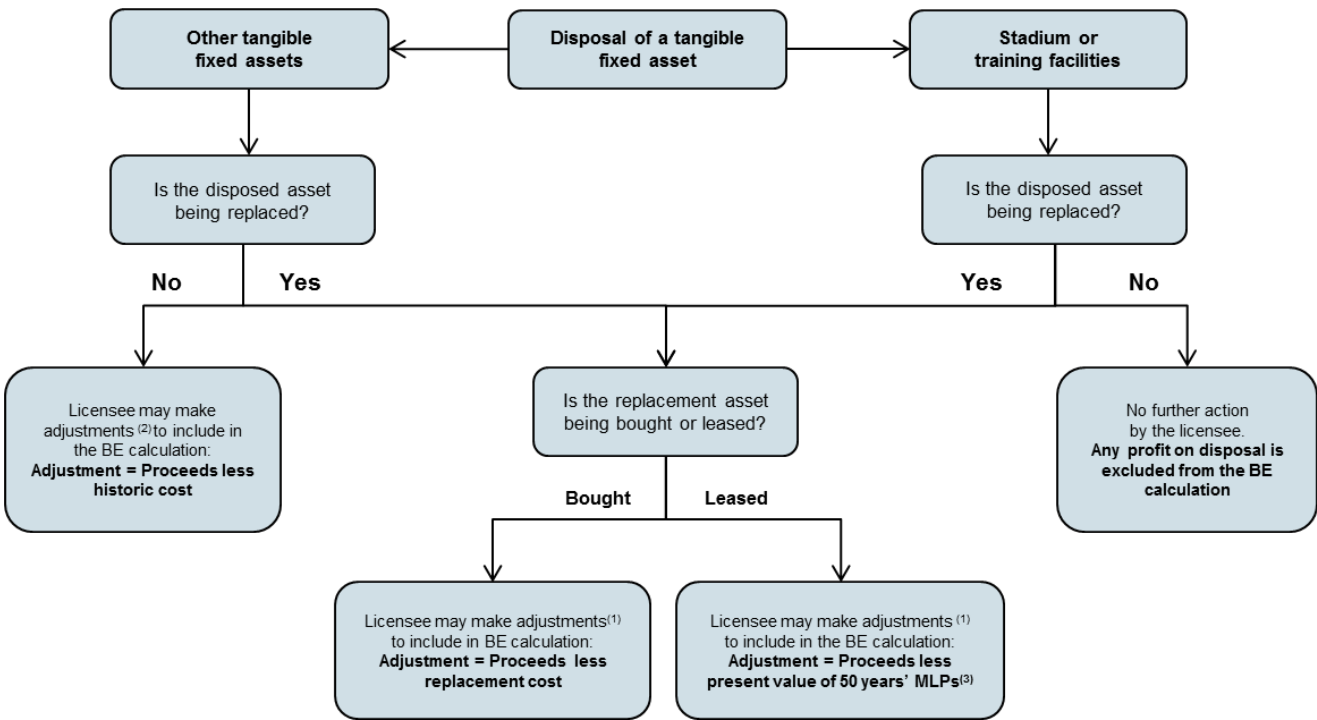 Other tangible
fixed assets
Disposal of a tangible
fixed asset
Stadium or
training facilities
Is the disposed asset
being replaced?
Is the disposed asset
being replaced?
No
Yes
Yes
No
Licensee may make
adjustments (2) to include in
the BE calculation:
Adjustment = Proceeds less
historic cost
Is the replacement asset
being bought or leased?
No further action
by the licensee.
Any profit on disposal is
excluded from the BE
calculation
Bought
Leased
Licensee may make adjustments(1)
to include in BE calculation:
Adjustment = Proceeds less
replacement cost
Licensee may make adjustments (1)
to include in the BE calculation:
Adjustment = Proceeds less
present value of 50 years’ MLPs(3)